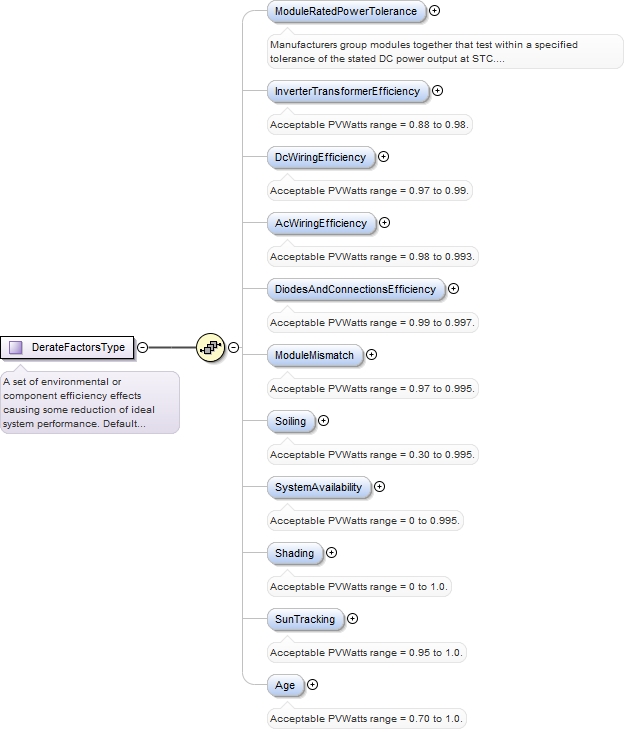 ModuleRatedPowerTolerance
Manufacturers group modules together that test within a specified
tolerance of the stated DC power output at STC....
InverterTransformerEfficiency
Acceptable PVWatts range = 0.88 to 0.98.
DcWiringEfficiency
Acceptable PVWatts range = 0.97 to 0.99.
AcWiringEfficiency
Acceptable PVWatts range = 0.98 to 0.993.
DiodesAndConnectionsEfficiency
Acceptable PVWatts range = 0.99 to 0.997.
DerateFactorsType
A set of environmental or
component efficiency effects
causing some reduction of ideal
system performance. Default...
ModuleMismatch
Acceptable PVWatts range = 0.97 to 0.995.
Soiling
Acceptable PVWatts range = 0.30 to 0.995.
SystemAvailability
Acceptable PVWatts range = 0 to 0.995.
Shading
Acceptable PVWatts range = 0 to 1.0.
SunTracking
Acceptable PVWatts range = 0.95 to 1.0.
Age
Acceptable PVWatts range = 0.70 to 1.0.